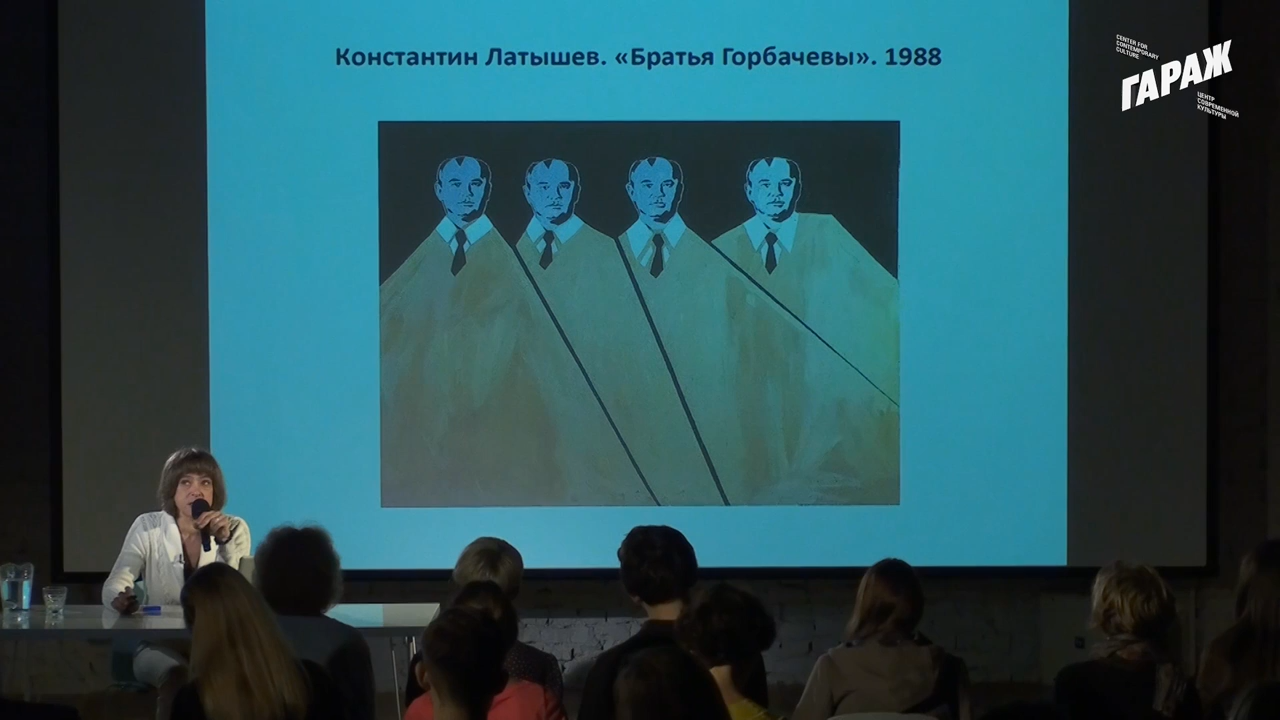 Константин Латышев. «Братья Горбачевы». 1988
CENTER FOR
CONTEMPORARY
CULTURE
ГАРАЖ
ЦЕНТР
СОВРЕМЕННОЙ
КУЛЬТУРЫ